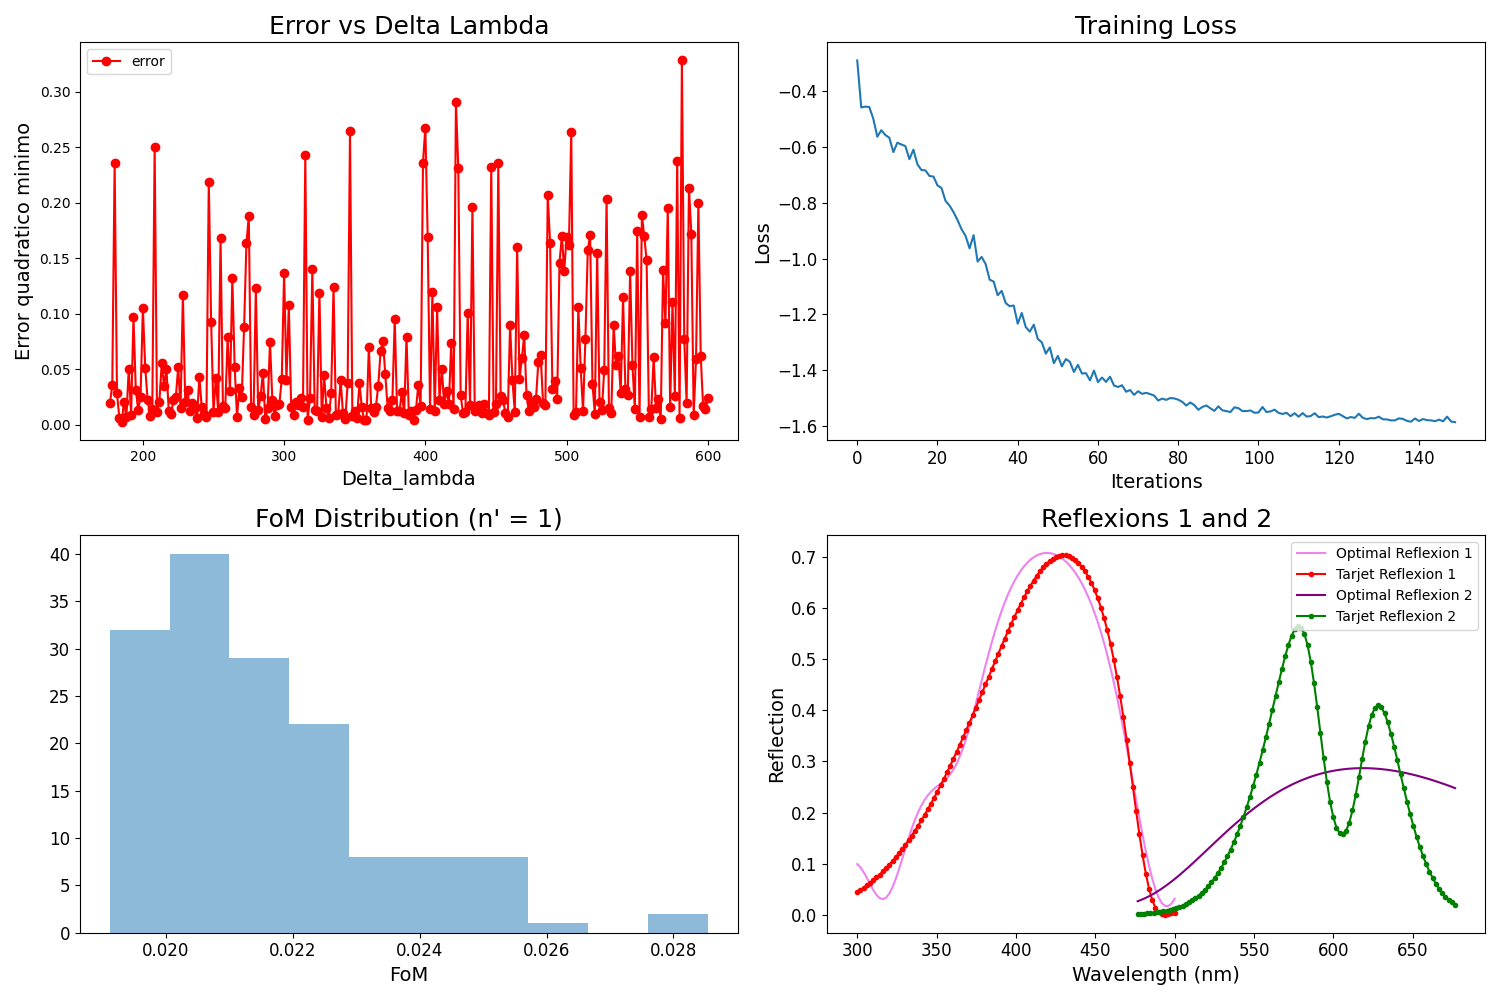 Error vs Delta Lambda
error
0.30
0.25
0.20
0.15
0.10
0.05
0.00
Error quadratico minimo
200 300 400 500 600
Delta_lambda
Training Loss
−0.4
−0.6
−0.8
−1.0
−1.2
−1.4
−1.6
Loss
0 20 40 60 80 100 120 140
Iterations
FoM Distribution (n' = 1)
40
35
30
25
20
15
10
5
0
0.020 0.022 0.024 0.026 0.028
FoM
Reflexions 1 and 2
Optimal Reflexion 1
Tarjet Reflexion 1
Optimal Reflexion 2
Tarjet Reflexion 2
0.7
0.6
0.5
0.4
0.3
0.2
0.1
0.0
Reflection
300 350 400 450 500 550 600 650
Wavelength (nm)